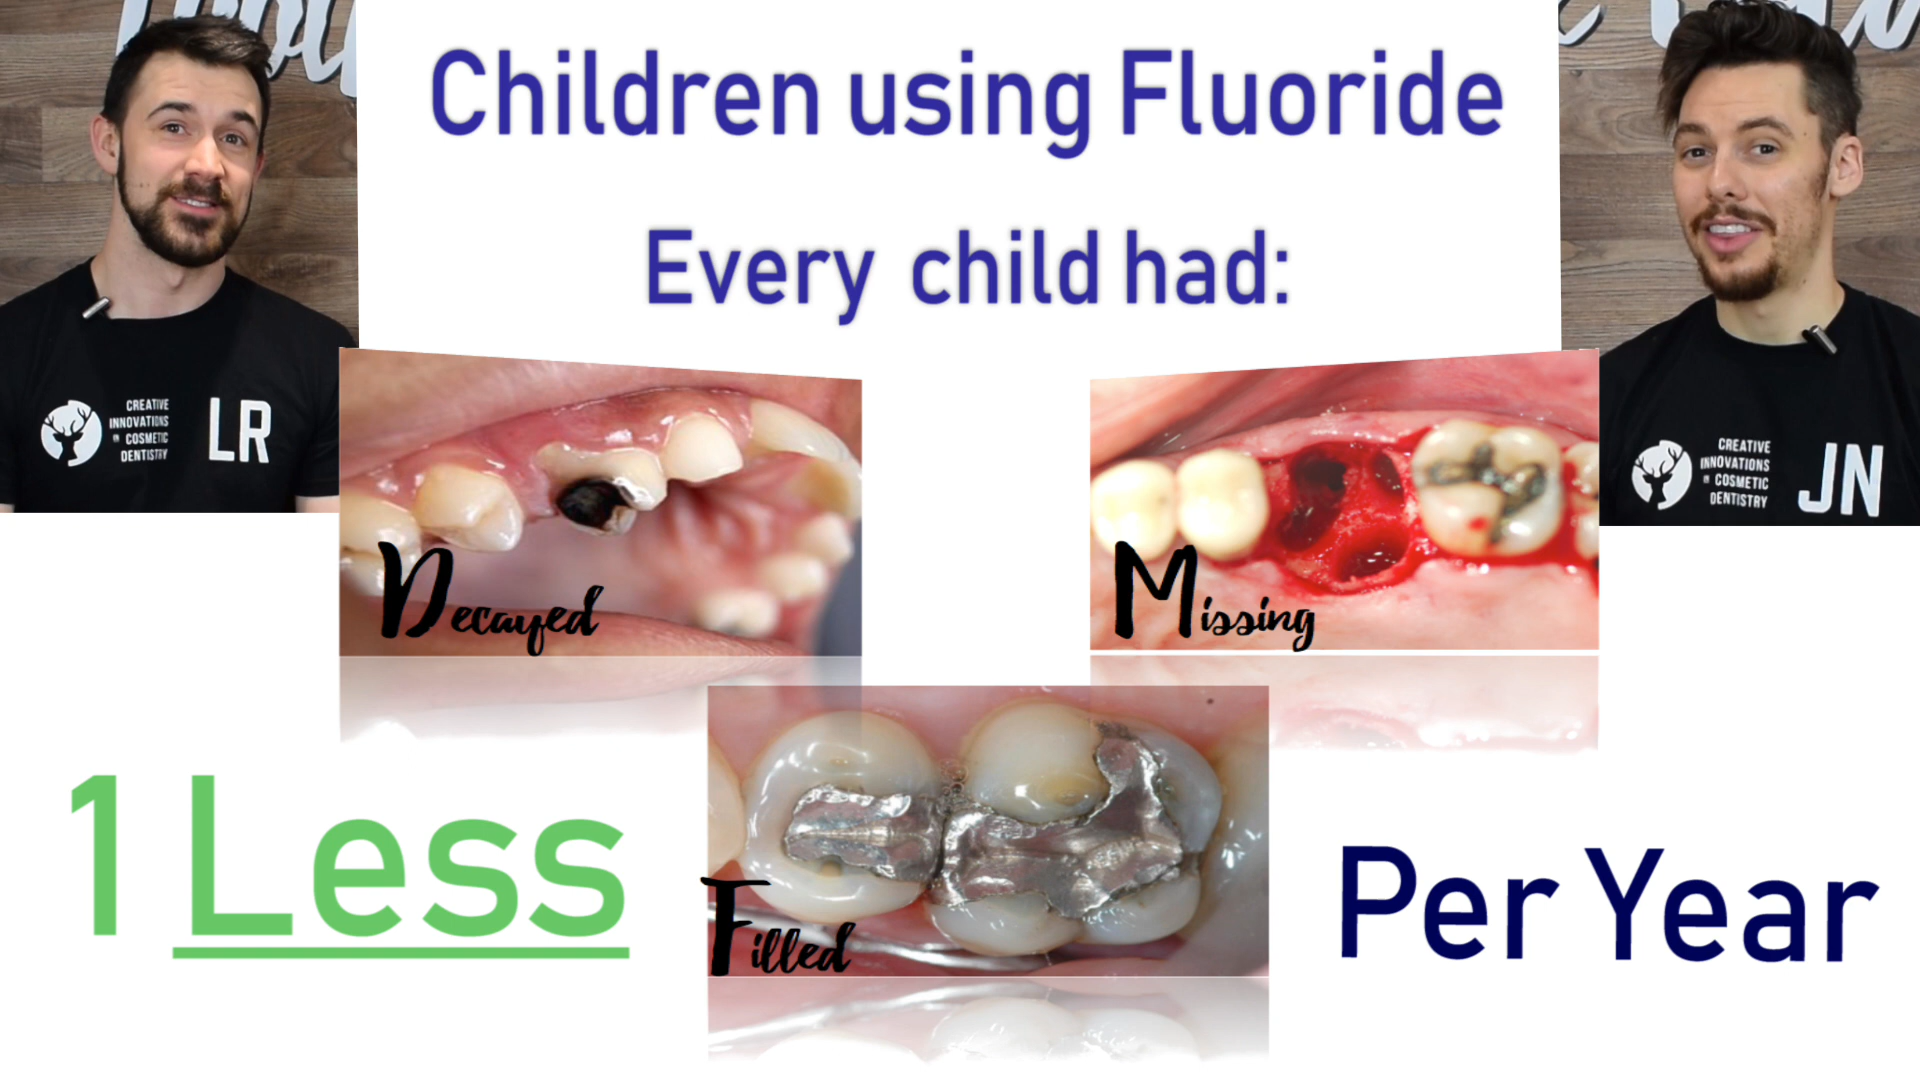 Children using Fluoride
Every child had:
CREATIVE
INNOVATIONS
IN COSMETIC
DENTISTRY
LR
CREATIVE
INNOVATIONS
IN COSMETIC
DENTISTRY
JN
Decayed
Missing
Filled
1 Less
Per Year